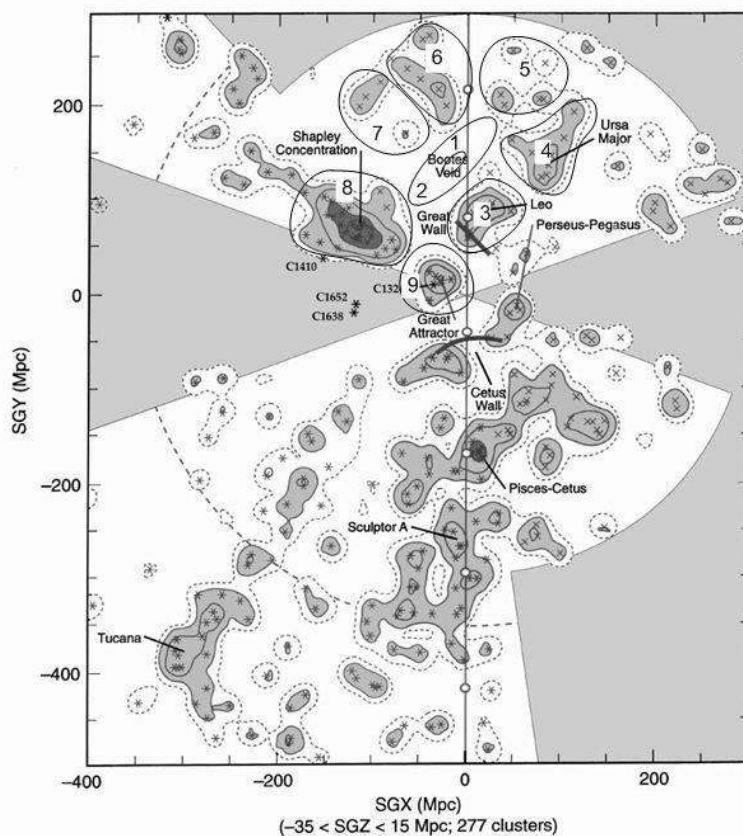 6
5
200
7
Shapley
Concentration
1
Bootes
Void
4
Ursa
Major
8
2
3
Leo
Great
Wall
Perseus-Pegasus
C1410
9
C1326
0
C1652
C1638
Great
Attractor
SGY (Mpc)
Cetus
Wall
Pisces-Cetus
−200
Sculptor A
Tucana
−400
−400
−200
0
200
SGX (Mpc)
(−35 < SGZ < 15 Mpc; 277 clusters)